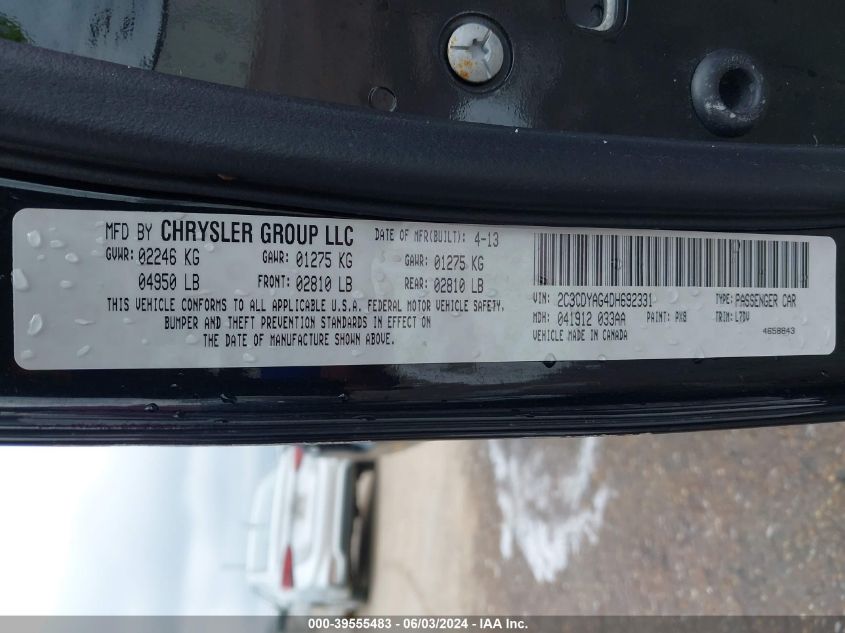 MFD BY CHRYSLER GROUP LLC DATE OF MFR(BUILT): 4-13
GVWR: 02246 KG GAWR: 01275 KG GAWR: 01275 KG
04950 LB FRONT: 02810 LB REAR: 02810 LB
THIS VEHICLE CONFORMS TO ALL APPLICABLE U.S.A. FEDERAL MOTOR VEHICLE SAFETY,
BUMPER AND THEFT PREVENTION STANDARDS IN EFFECT ON
THE DATE OF MANUFACTURE SHOWN ABOVE.
VIN: 2C3CDYAG4DH692331 TYPE: PASSENGER CAR
MDH: 041912 033AA PAINT: PX8 TRIM: L7DV
VEHICLE MADE IN CANADA 4658843
000-39555483 - 06/03/2024 - IAA Inc.